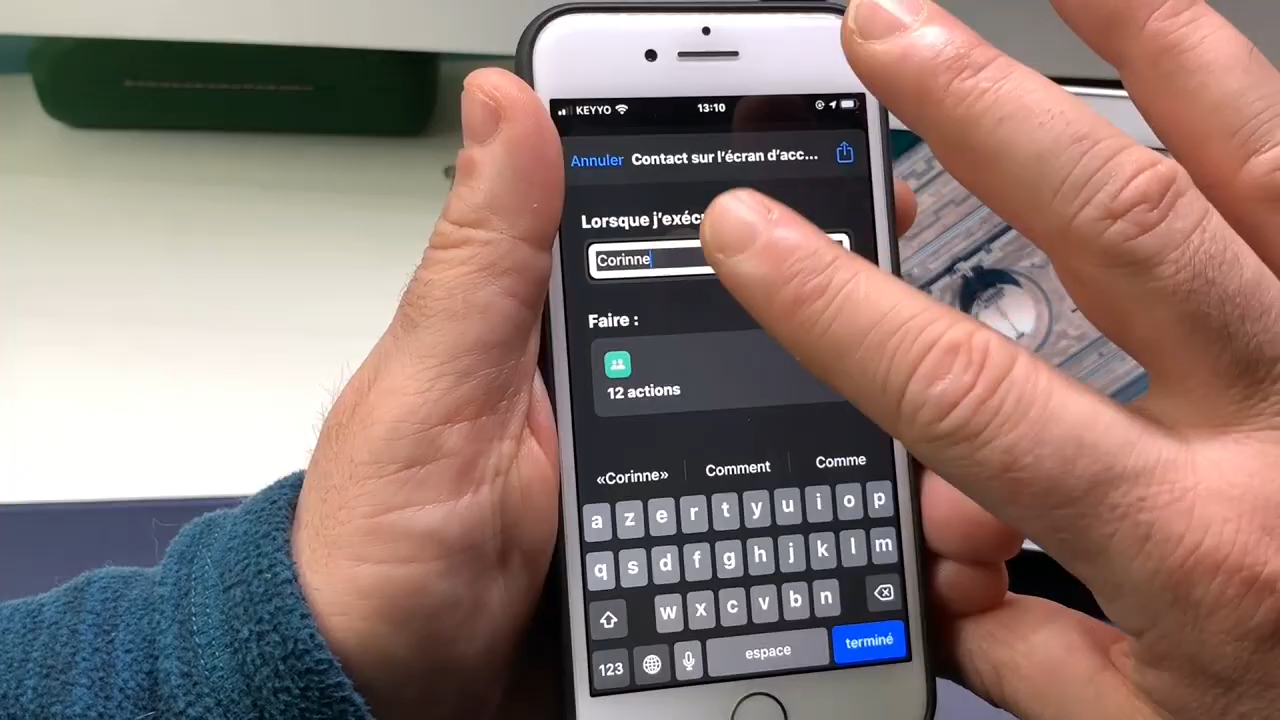 KEYYO 13:10
Annuler Contact sur l'écran d'acc...
Lorsque j'exéc
Corinne
Faire :
12 actions
«Corinne» Comment Comme
a z e r t y u i o p
q s d f g h j k l m
w x c v b n
123 espace terminé